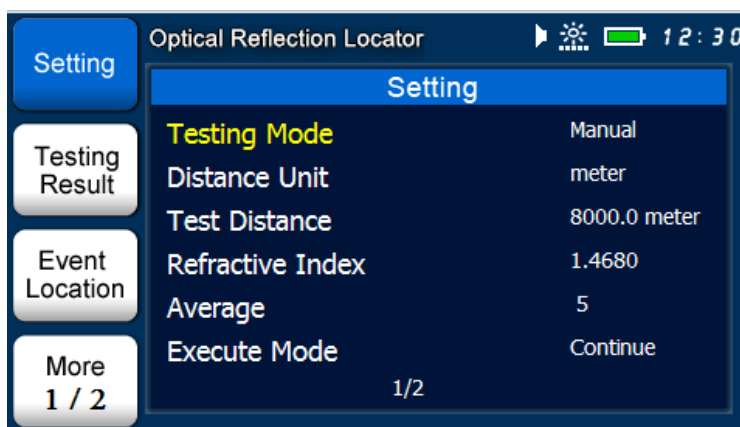 Setting
Testing
Result
Event
Location
More
1 / 2
Optical Reflection Locator 12:30
Setting
Testing Mode Manual
Distance Unit meter
Test Distance 8000.0 meter
Refractive Index 1.4680
Average 5
Execute Mode Continue
1/2